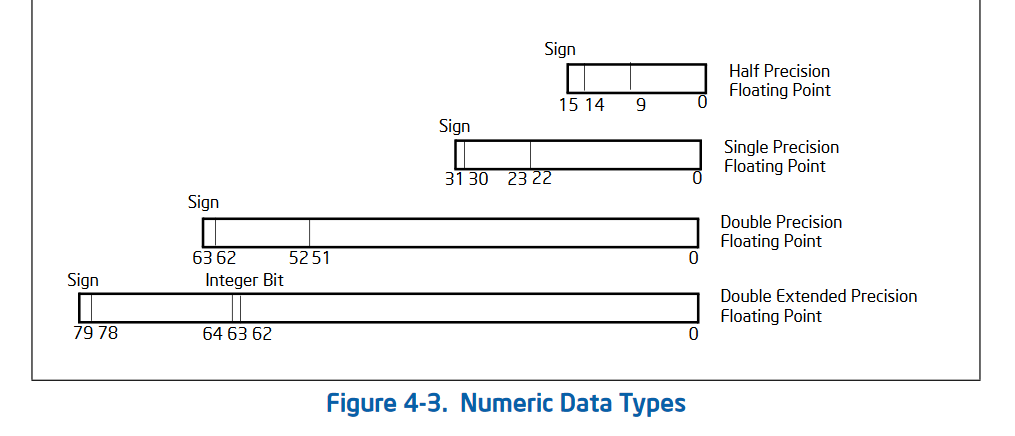 Sign
Half Precision
Floating Point
15 14 9 0
Sign
Single Precision
Floating Point
31 30 23 22 0
Sign
Double Precision
Floating Point
63 62 52 51 0
Sign Integer Bit
Double Extended Precision
Floating Point
79 78 64 63 62 0
Figure 4-3. Numeric Data Types